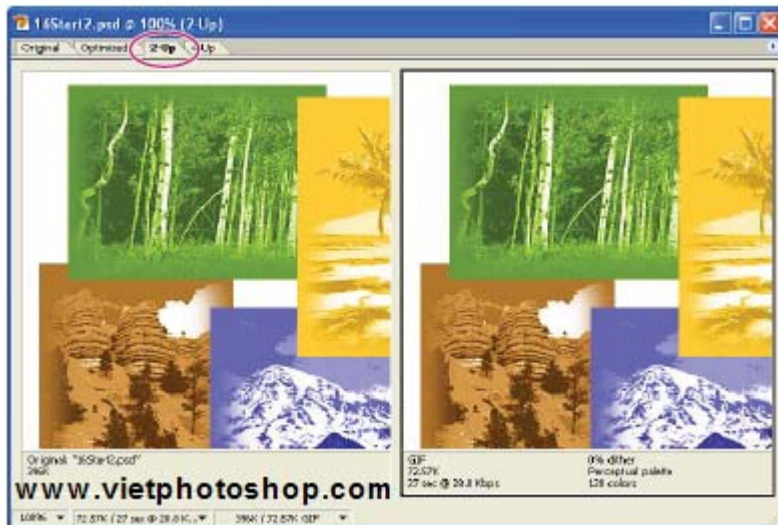 16Start2.psd @ 100% (2-Up)
Original Optimized 2-Up Up
Original: "16Start2.psd"
396K
GIF
72.57K
27 sec @ 28.8 Kbps
0% dither
Perceptual palette
128 colors
www.vietphotoshop.com
100% 72.57K / 27 sec @ 28.8 K... 396K / 72.57K GIF